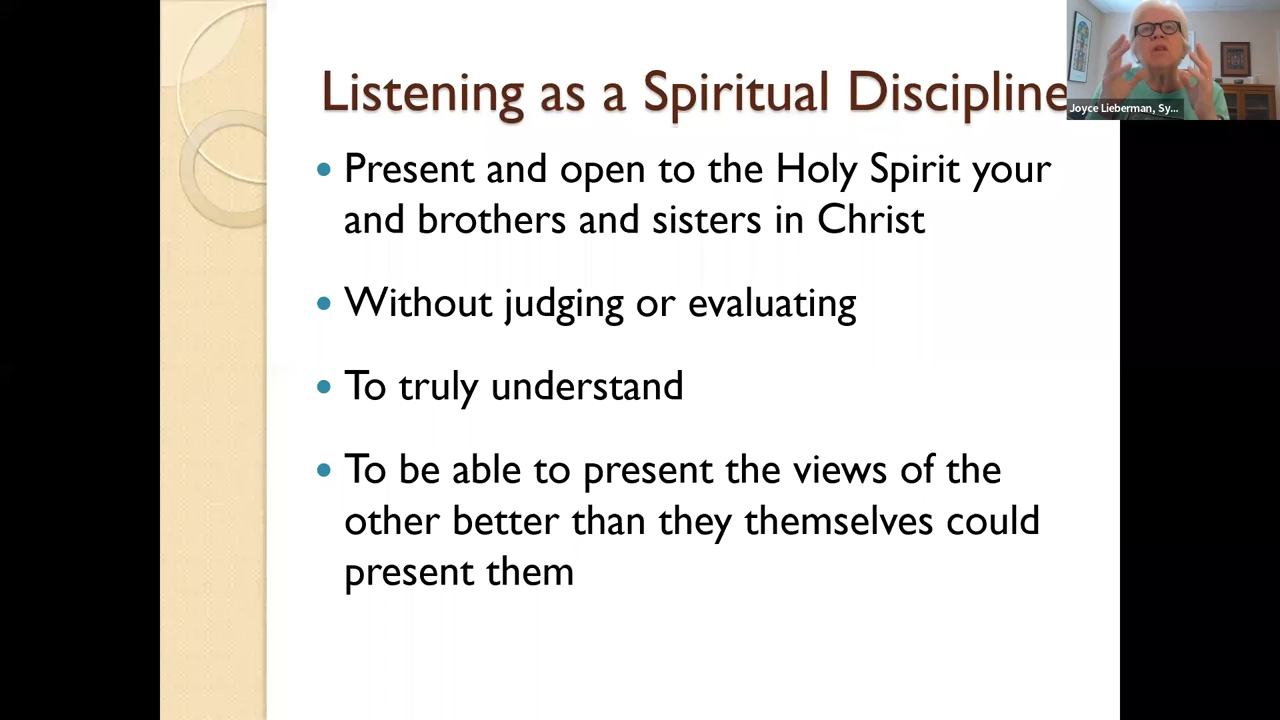 Listening as a Spiritual Discipline
Joyce Lieberman, Sy...
• Present and open to the Holy Spirit your
and brothers and sisters in Christ
• Without judging or evaluating
• To truly understand
• To be able to present the views of the
other better than they themselves could
present them